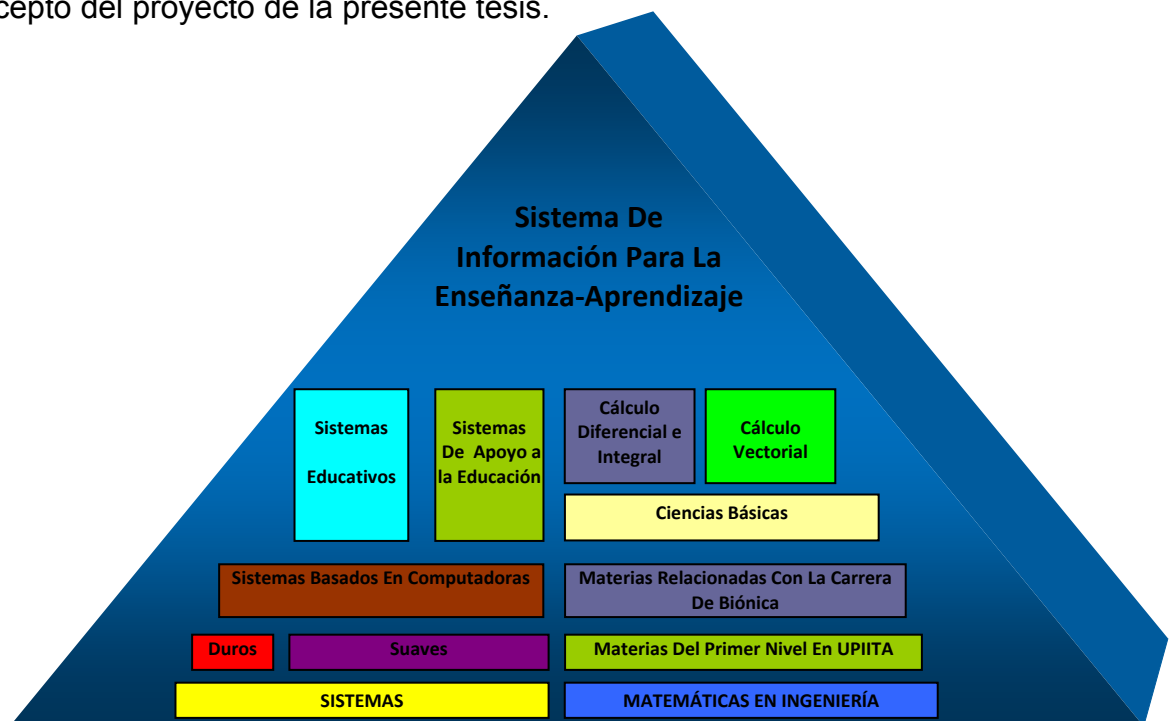 cepto del proyecto de la presente tesis.
Sistema De
Información Para La
Enseñanza-Aprendizaje
Sistemas
Educativos
Sistemas
De Apoyo a
la Educación
Cálculo
Diferencial e
Integral
Cálculo
Vectorial
Ciencias Básicas
Sistemas Basados En Computadoras
Materias Relacionadas Con La Carrera
De Biónica
Duros
Suaves
Materias Del Primer Nivel En UPIITA
SISTEMAS
MATEMÁTICAS EN INGENIERÍA